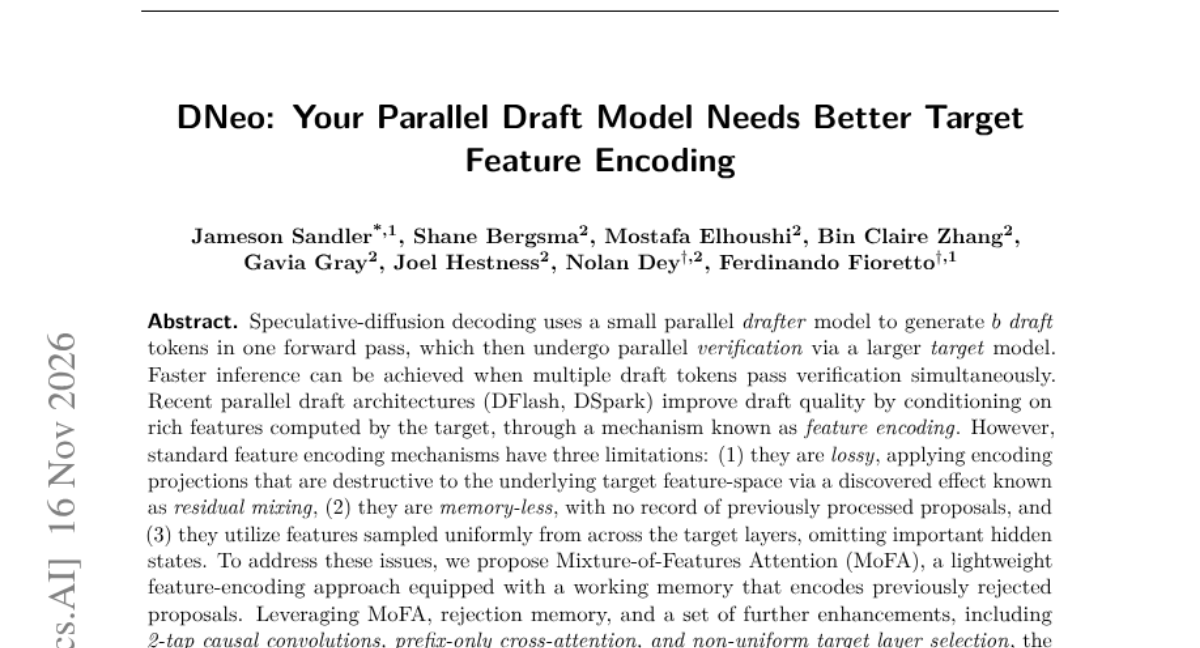 DNeo: Your Parallel Draft Model Needs Better Target
Feature Encoding
Jameson Sandler*,1, Shane Bergsma2, Mostafa Elhoushi2, Bin Claire Zhang2,
Gavia Gray2, Joel Hestness2, Nolan Dey†,2, Ferdinando Fioretto†,1
Abstract. Speculative-diffusion decoding uses a small parallel drafter model to generate b draft
tokens in one forward pass, which then undergo parallel verification via a larger target model.
Faster inference can be achieved when multiple draft tokens pass verification simultaneously.
Recent parallel draft architectures (DFlash, DSpark) improve draft quality by conditioning on
rich features computed by the target, through a mechanism known as feature encoding. However,
standard feature encoding mechanisms have three limitations: (1) they are lossy, applying encoding
projections that are destructive to the underlying target feature-space via a discovered effect known
as residual mixing, (2) they are memory-less, with no record of previously processed proposals, and
(3) they utilize features sampled uniformly from across the target layers, omitting important hidden
states. To address these issues, we propose Mixture-of-Features Attention (MoFA), a lightweight
feature-encoding approach equipped with a working memory that encodes previously rejected
proposals. Leveraging MoFA, rejection memory, and a set of further enhancements, including
2-tap causal convolutions, prefix-only cross-attention, and non-uniform target layer selection, the
cs.AI] 16 Nov 2026